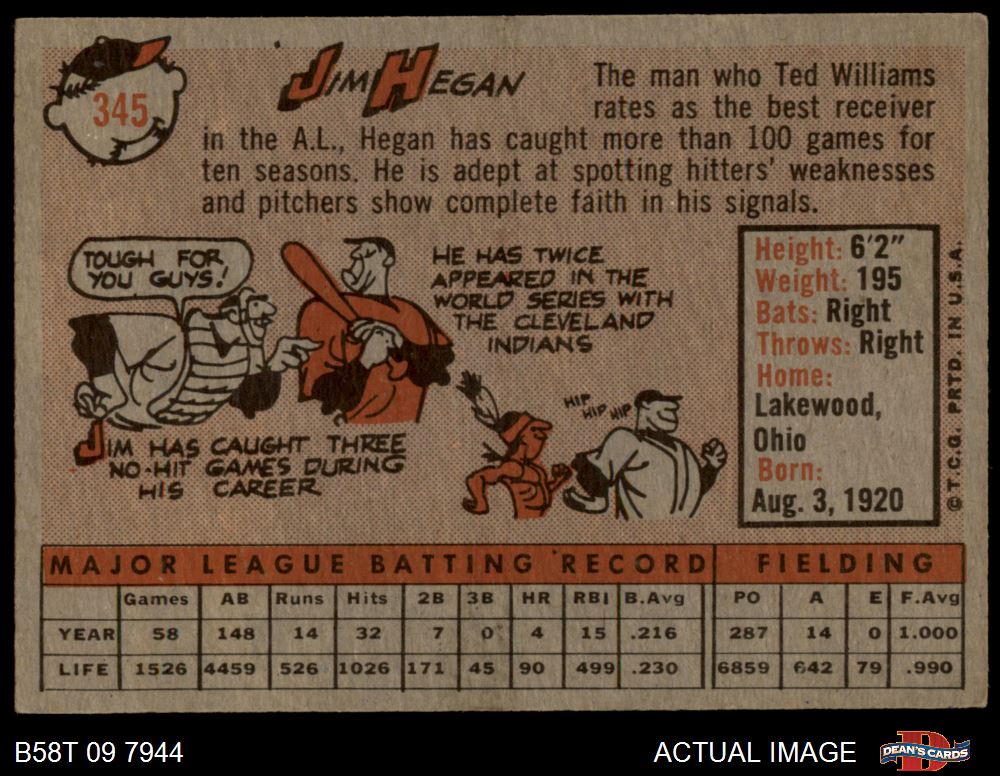 345
JIM HEGAN
The man who Ted Williams
rates as the best receiver
in the A.L., Hegan has caught more than 100 games for
ten seasons. He is adept at spotting hitters' weaknesses
and pitchers show complete faith in his signals.
TOUGH FOR
YOU GUYS!
HE HAS TWICE
APPEARED IN THE
WORLD SERIES WITH
THE CLEVELAND
INDIANS
HIP
HIP HIP
JIM HAS CAUGHT THREE
NO-HIT GAMES DURING
HIS CAREER
Height: 6'2"
Weight: 195
Bats: Right
Throws: Right
Home:
Lakewood,
Ohio
Born:
Aug. 3, 1920
© T.C.G. PRTD. IN U.S.A.
MAJOR LEAGUE BATTING RECORD FIELDING
Games AB Runs Hits 2B 3B HR RBI B.Avg PO A E F.Avg
YEAR 58 148 14 32 7 0 4 15 .216 287 14 0 1.000
LIFE 1526 4459 526 1026 171 45 90 499 .230 6859 642 79 .990
B58T 09 7944
ACTUAL IMAGE
D
DEAN'S CARDS